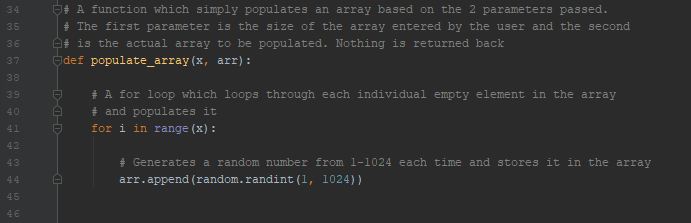 34 # A function which simply populates an array based on the 2 parameters passed.
35 # The first parameter is the size of the array entered by the user and the second
36 # is the actual array to be populated. Nothing is returned back
37 def populate_array(x, arr):
38
39 # A for loop which loops through each individual empty element in the array
40 # and populates it
41 for i in range(x):
42
43 # Generates a random number from 1-1024 each time and stores it in the array
44 arr.append(random.randint(1, 1024))
45
46